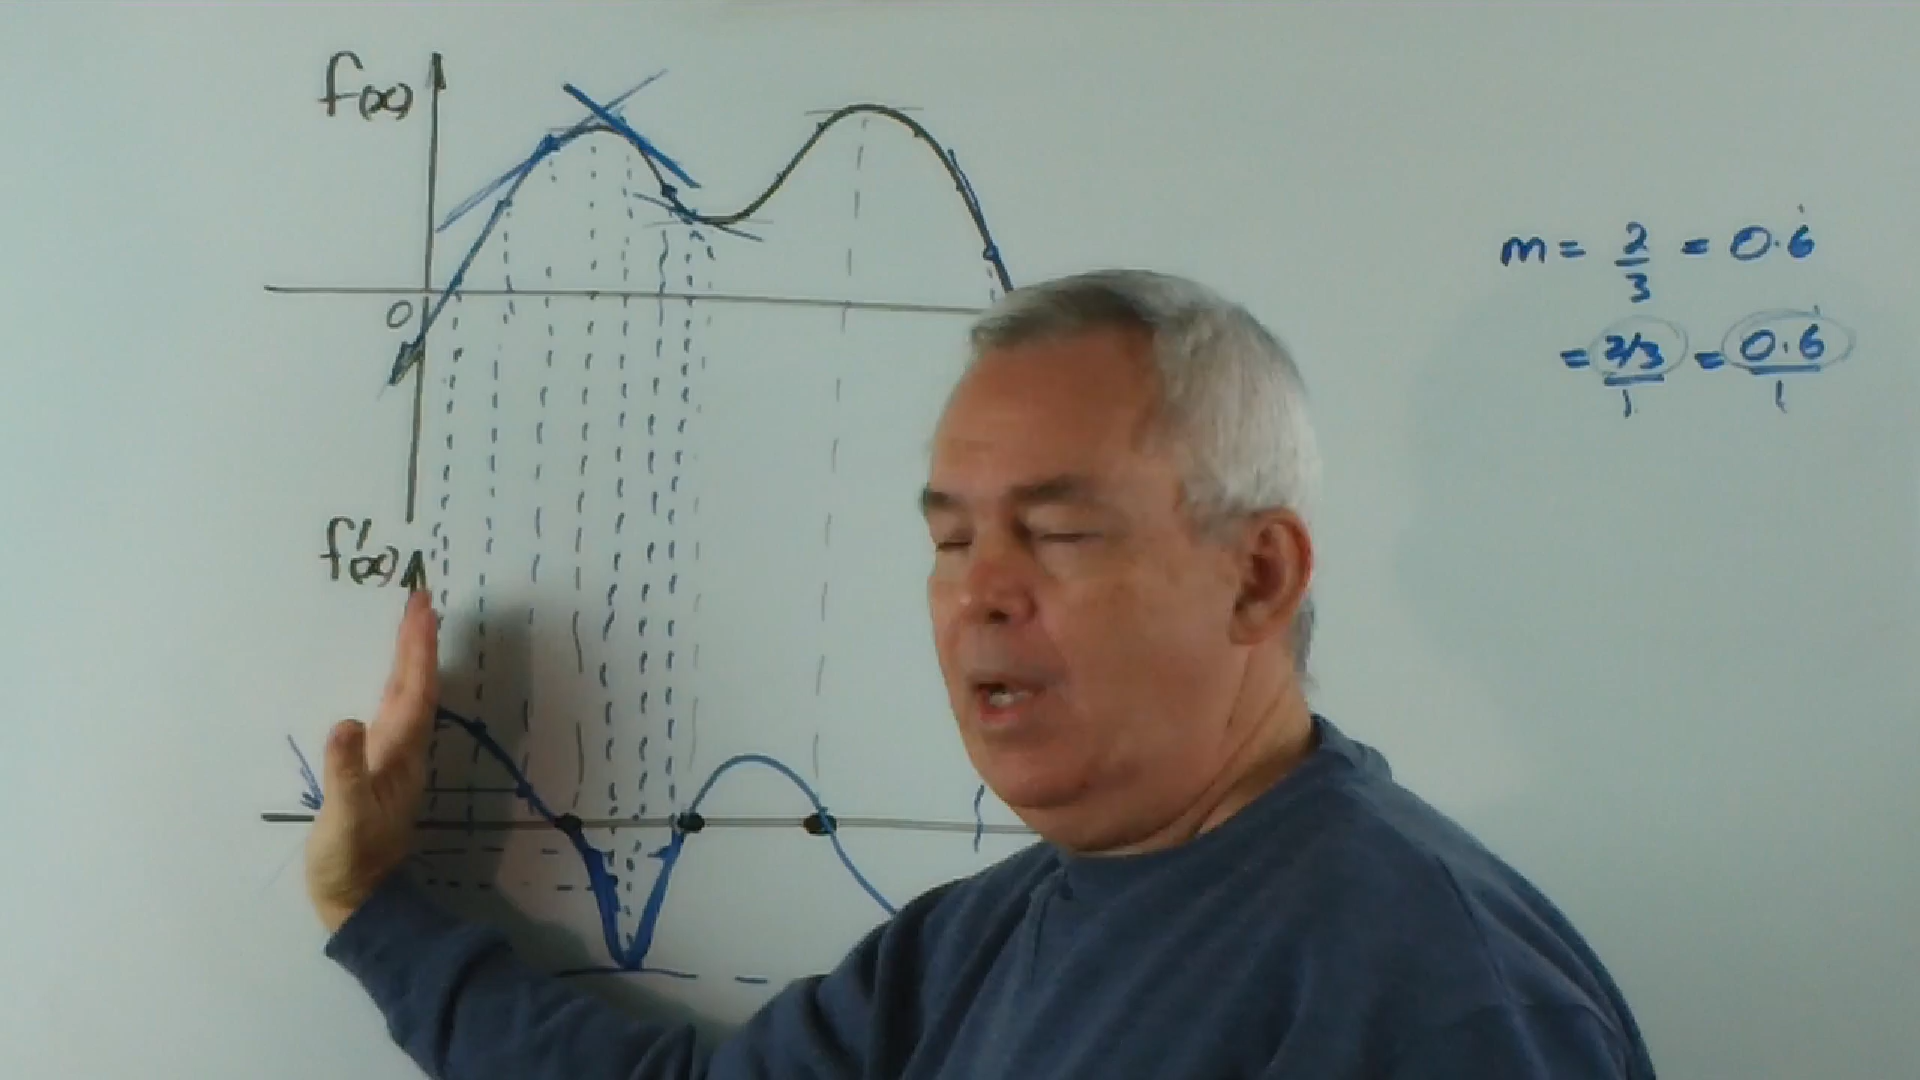 f(x)
0
f'(x)
m = 2/3 = 0.6̇
= 2/3/1 = 0.6̇/1